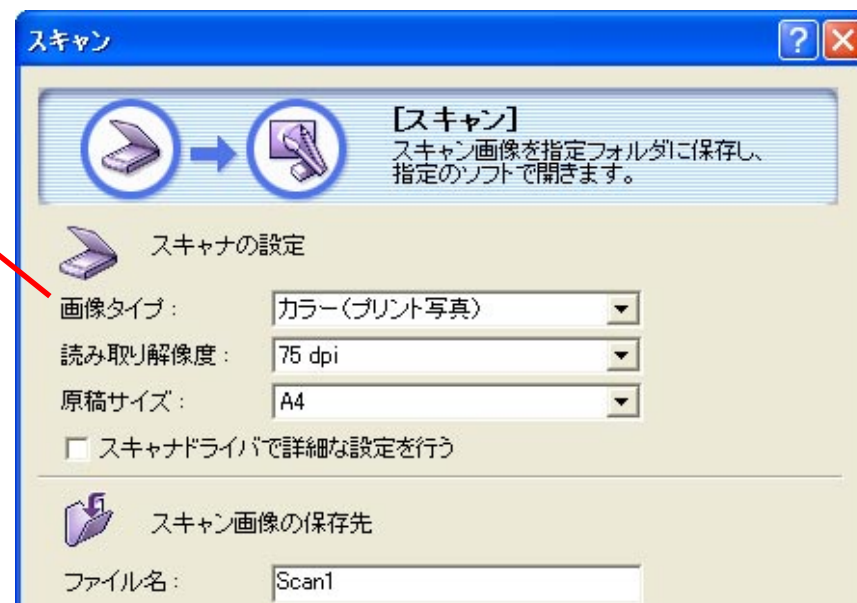 スキャン
[スキャン]
スキャン画像を指定フォルダに保存し、
指定のソフトで開きます。
スキャナの設定
画像タイプ： カラー（プリント写真）
読み取り解像度： 75 dpi
原稿サイズ： A4
スキャナドライバで詳細な設定を行う
スキャン画像の保存先
ファイル名： Scan1